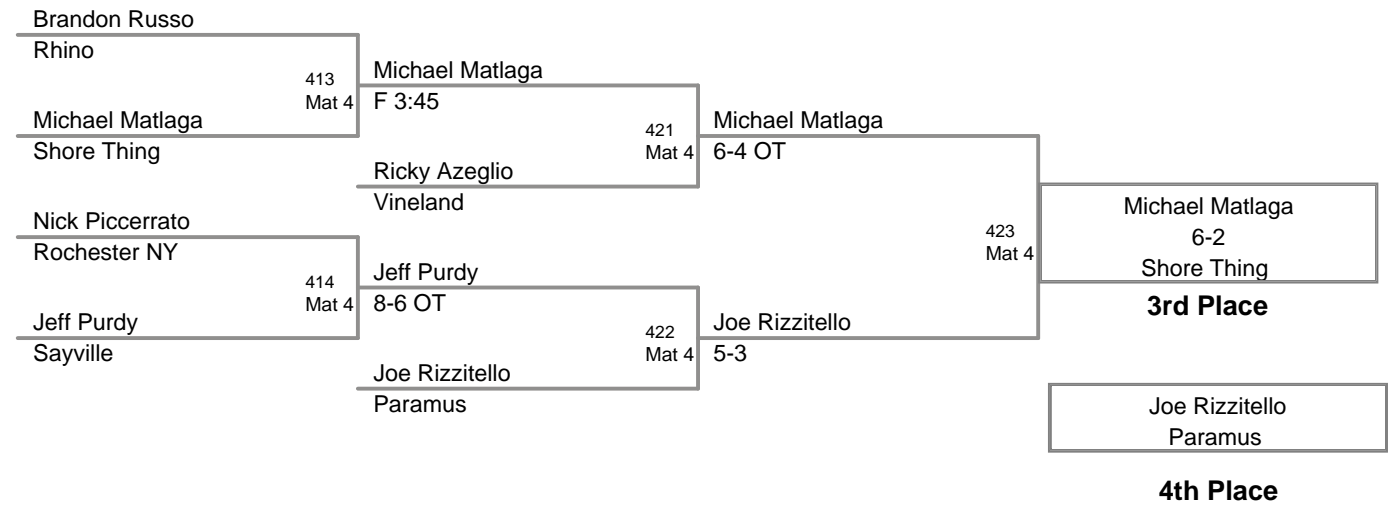 Brandon Russo
Rhino
413
Mat 4
Michael Matlaga
Shore Thing
Michael Matlaga
F 3:45
421
Mat 4
Ricky Azeglio
Vineland
Michael Matlaga
6-4 OT
Nick Piccerrato
Rochester NY
414
Mat 4
Jeff Purdy
Sayville
Jeff Purdy
8-6 OT
422
Mat 4
Joe Rizzitello
Paramus
Joe Rizzitello
5-3
423
Mat 4
Michael Matlaga
6-2
Shore Thing
3rd Place
Joe Rizzitello
Paramus
4th Place